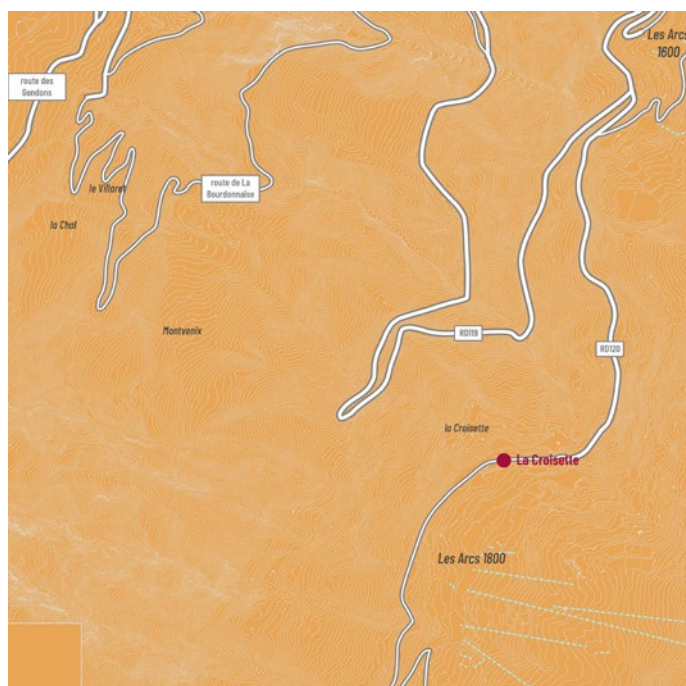 Les Arcs
1600
route des
Gondons
le Villaret
route de La
Bourdonnaise
la Chal
Montvenix
RD119
RD120
la Croisette
La Croisette
Les Arcs 1800